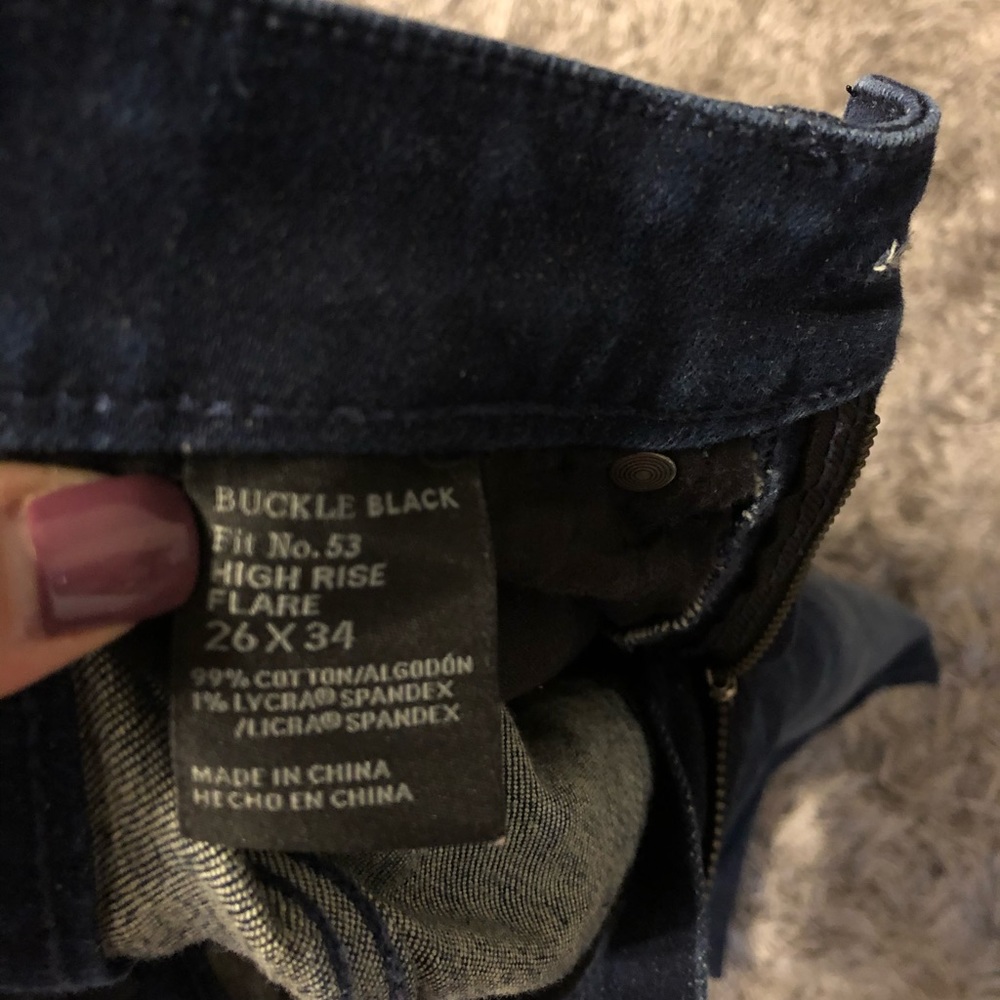 BUCKLE BLACK
Fit No.53
HIGH RISE
FLARE
26 X 34
99% COTTON/ALGODÓN
1% LYCRA® SPANDEX
/LICRA® SPANDEX
MADE IN CHINA
HECHO EN CHINA